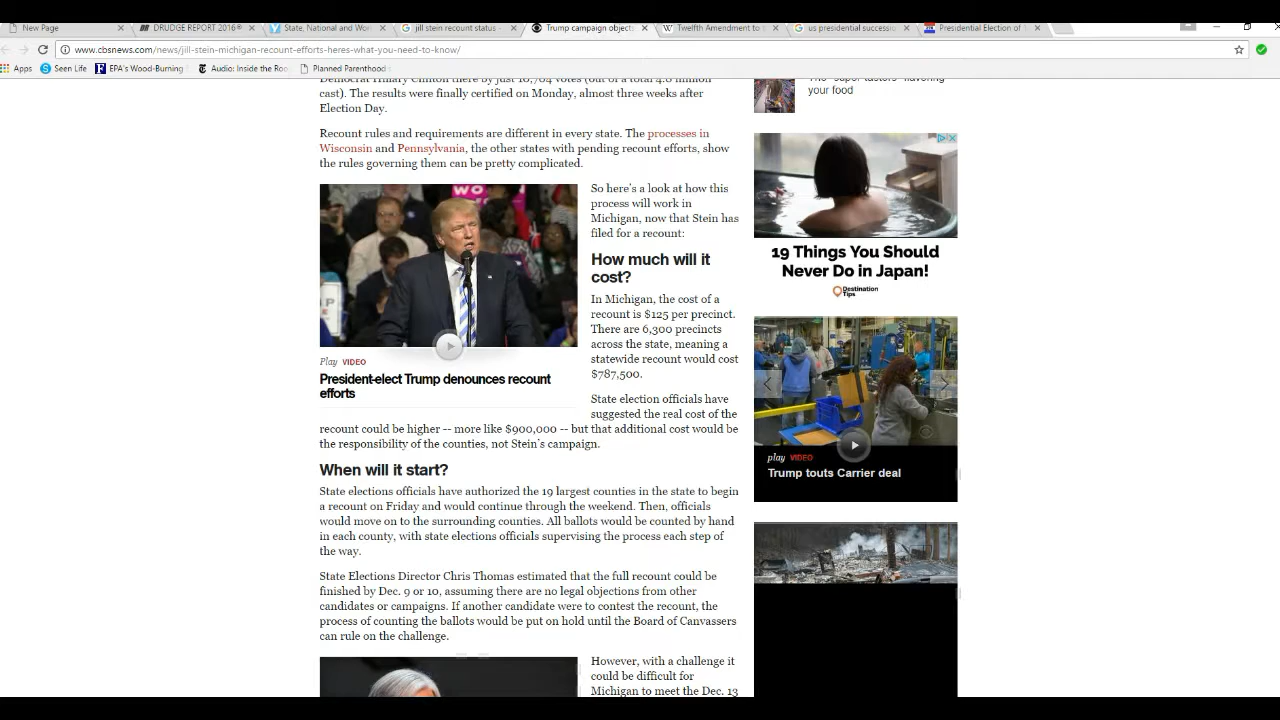 New Page
DRUDGE REPORT 2016®
State, National and Wor
jill stein recount status -
Trump campaign object
Twelfth Amendment to
us presidential successi
Presidential Election of 1
www.cbsnews.com/news/jill-stein-michigan-recount-efforts-heres-what-you-need-to-know/
Apps
Seen Life
EPA's Wood-Burning
Audio: Inside the Roo
Planned Parenthood
Democrat Hillary Clinton there by just 10,704 votes (out of a total 4.8 million
cast). The results were finally certified on Monday, almost three weeks after
Election Day.
Recount rules and requirements are different in every state. The processes in
Wisconsin and Pennsylvania, the other states with pending recount efforts, show
the rules governing them can be pretty complicated.
So here's a look at how this
process will work in
Michigan, now that Stein has
filed for a recount:
How much will it
cost?
In Michigan, the cost of a
recount is $125 per precinct.
There are 6,300 precincts
across the state, meaning a
statewide recount would cost
$787,500.
Play VIDEO
President-elect Trump denounces recount
efforts
State election officials have
suggested the real cost of the
recount could be higher -- more like $900,000 -- but that additional cost would be
the responsibility of the counties, not Stein's campaign.
When will it start?
State elections officials have authorized the 19 largest counties in the state to begin
a recount on Friday and would continue through the weekend. Then, officials
would move on to the surrounding counties. All ballots would be counted by hand
in each county, with state elections officials supervising the process each step of
the way.
State Elections Director Chris Thomas estimated that the full recount could be
finished by Dec. 9 or 10, assuming there are no legal objections from other
candidates or campaigns. If another candidate were to contest the recount, the
process of counting the ballots would be put on hold until the Board of Canvassers
can rule on the challenge.
However, with a challenge it
could be difficult for
Michigan to meet the Dec. 13
The "super tasters" flavoring
your food
19 Things You Should
Never Do in Japan!
Destination
Tips
play VIDEO
Trump touts Carrier deal